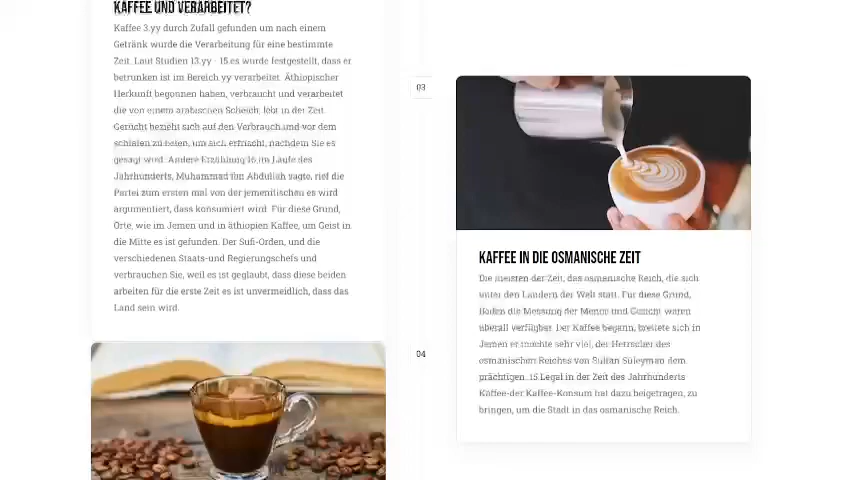 KAFFEE UND VERARBEITET?
Kaffee 3.yy durch Zufall gefunden um nach einem
Getränk wurde die Verarbeitung für eine bestimmte
Zeit. Laut Studien 13.yy - 15.es wurde festgestellt, dass er
betrunken ist im Bereich yy verarbeitet. Äthiopischer
Herkunft begonnen haben, verbraucht und verarbeitet
die von einem arabischen Scheich, lebt in der Zeit.
Gerücht bezieht sich auf den Verbrauch und vor dem
schlafen zu beten, um sich erfrischt, nachdem Sie es
gesagt wird. Andere Erzählung 16.im Laufe des
Jahrhunderts, Muhammad ibn Abdullah sagte, rief die
Partei zum ersten mal von der jemenitischen es wird
argumentiert, dass konsumiert wird. Für diese Grund,
Orte, wie im Jemen und in äthiopien Kaffee, um Geist in
die Mitte es ist gefunden. Der Sufi-Orden, und die
verschiedenen Staats-und Regierungschefs und
verbrauchen Sie, weil es ist geglaubt, dass diese beiden
arbeiten für die erste Zeit es ist unvermeidlich, dass das
Land sein wird.
03
KAFFEE IN DIE OSMANISCHE ZEIT
Die meisten der Zeit, das osmanische Reich, die sich
unter den Ländern der Welt statt. Für diese Grund,
finden die Messung der Menge und Gewicht waren
überall verfügbar. Der Kaffee begann, breitete sich in
Jemen er mochte sehr viel, der Herrscher des
osmanischen Reiches von Sultan Süleyman dem
prächtigen. 15.Legal in der Zeit des Jahrhunderts
Kaffee-der Kaffee-Konsum hat dazu beigetragen, zu
bringen, um die Stadt in das osmanische Reich.
04